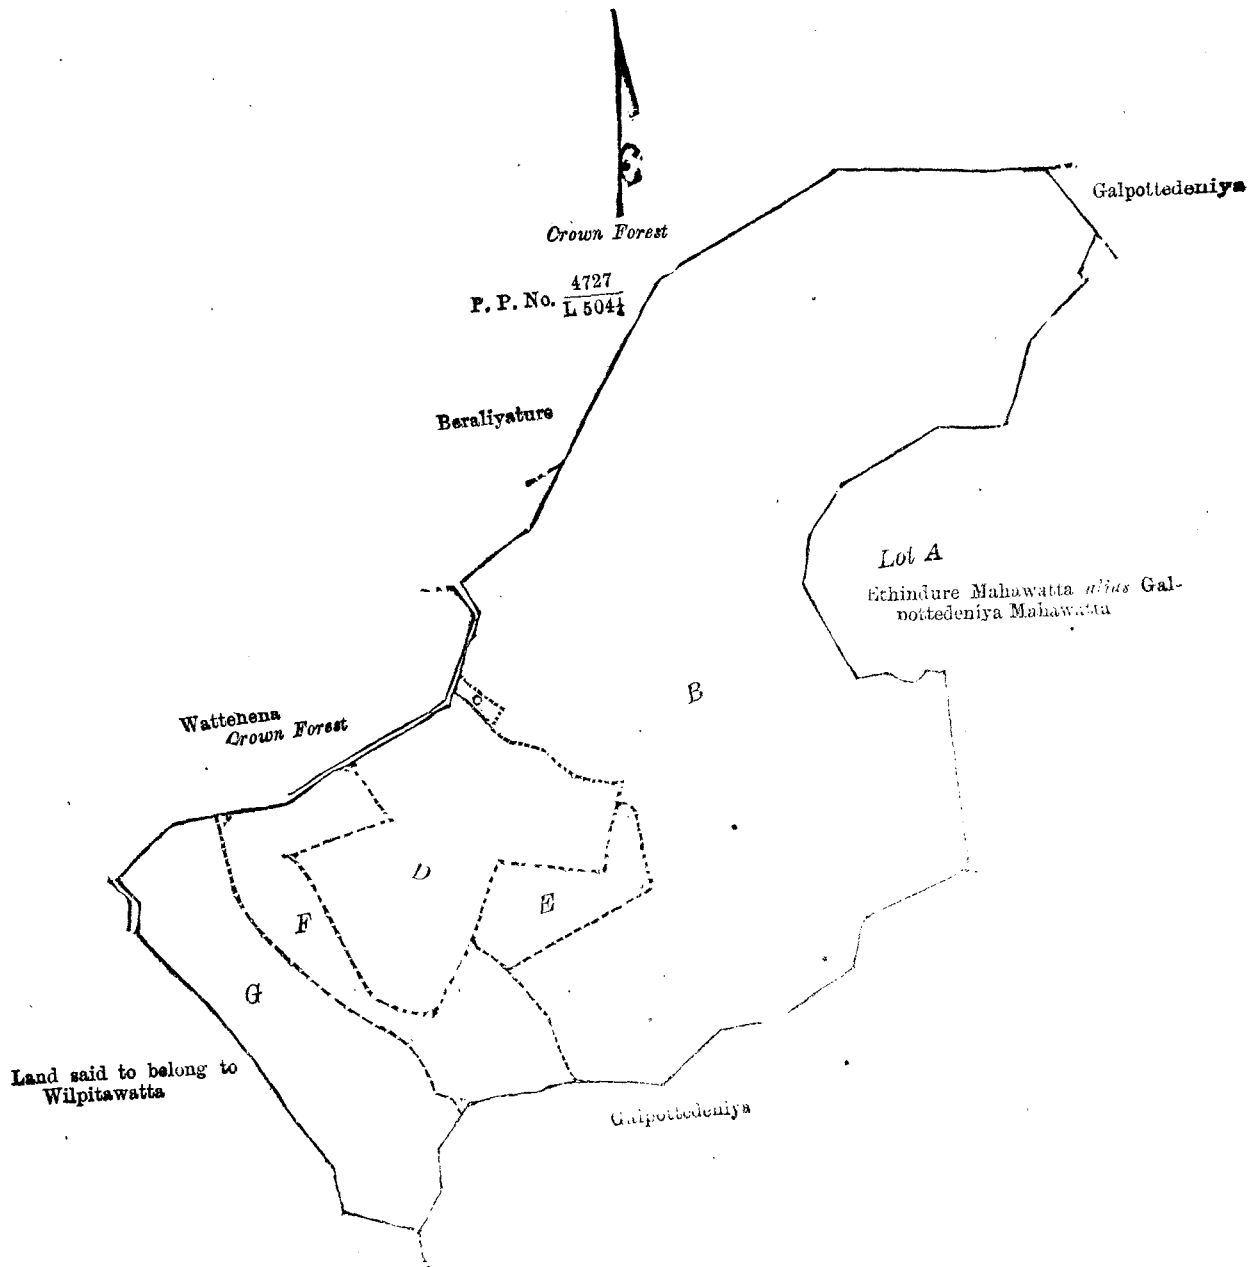 Crown Forest
P. P. No. 4727
L 504¼
Galpottedeniya
Beraliyature
Lot A
Ethindure Mahawatta alias Gal-
pottedeniya Mahawatta
B
C
Wattehena
Crown Forest
D
E
F
G
Land said to belong to
Wilpitawatta
Galpottedeniya